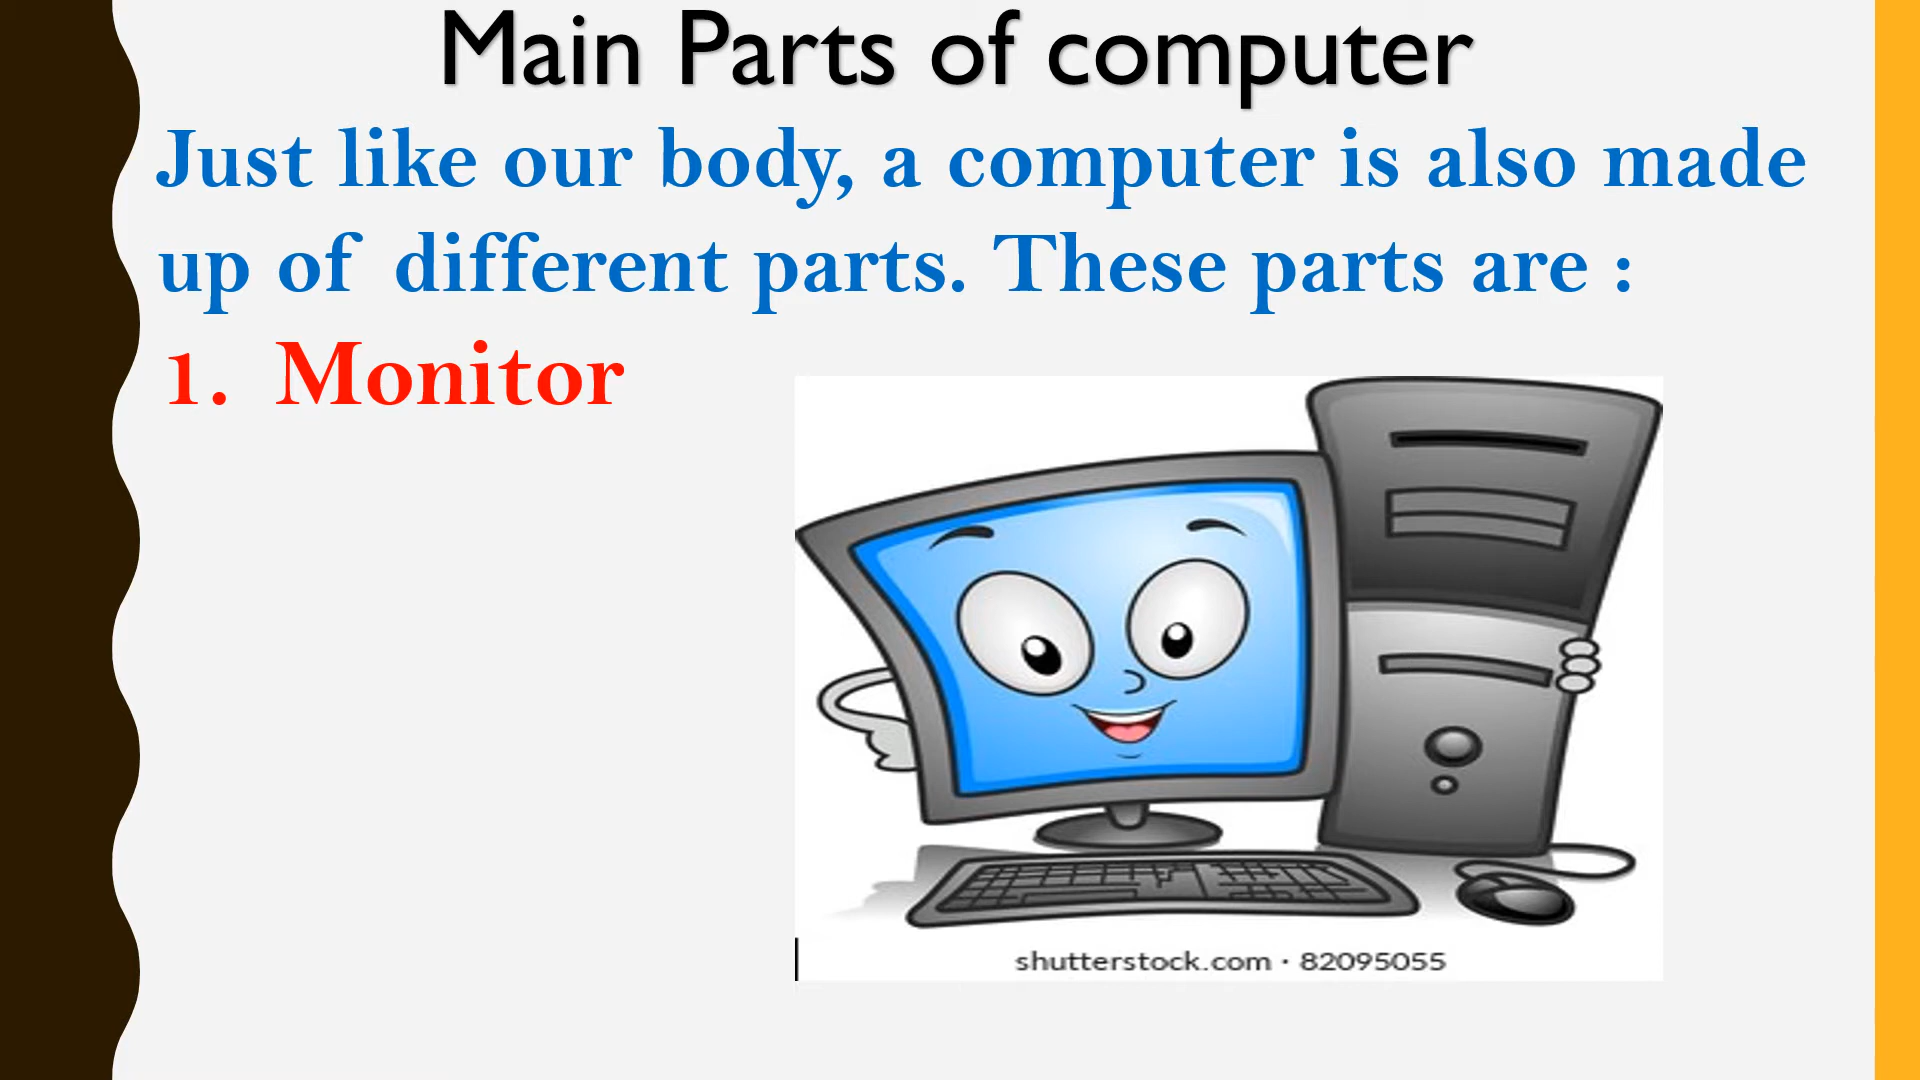 Main Parts of computer
Just like our body, a computer is also made
up of different parts. These parts are :
1. Monitor
shutterstock.com · 82095055